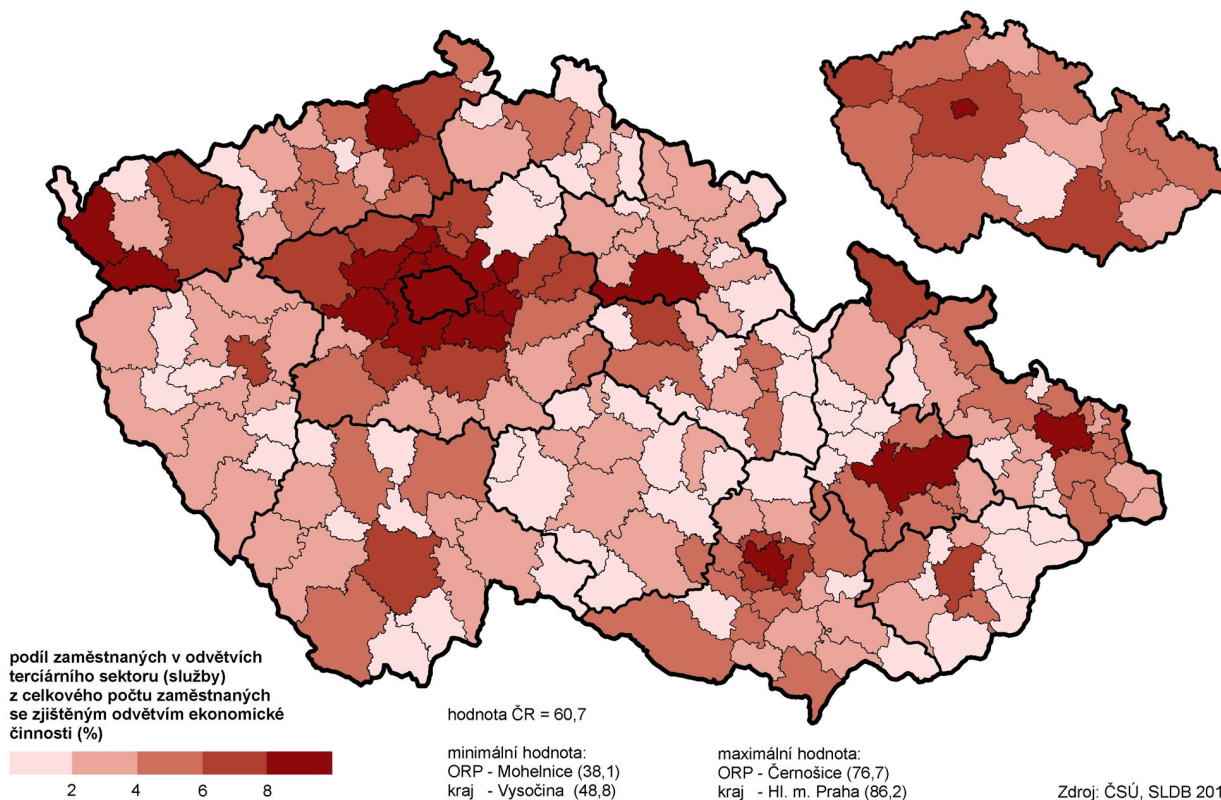 podíl zaměstnaných v odvětvích
terciárního sektoru (služby)
z celkového počtu zaměstnaných
se zjištěným odvětvím ekonomické
činnosti (%)
2 4 6 8
hodnota ČR = 60,7
minimální hodnota:
ORP - Mohelnice (38,1)
kraj - Vysočina (48,8)
maximální hodnota:
ORP - Černošice (76,7)
kraj - Hl. m. Praha (86,2)
Zdroj: ČSÚ, SLDB 201